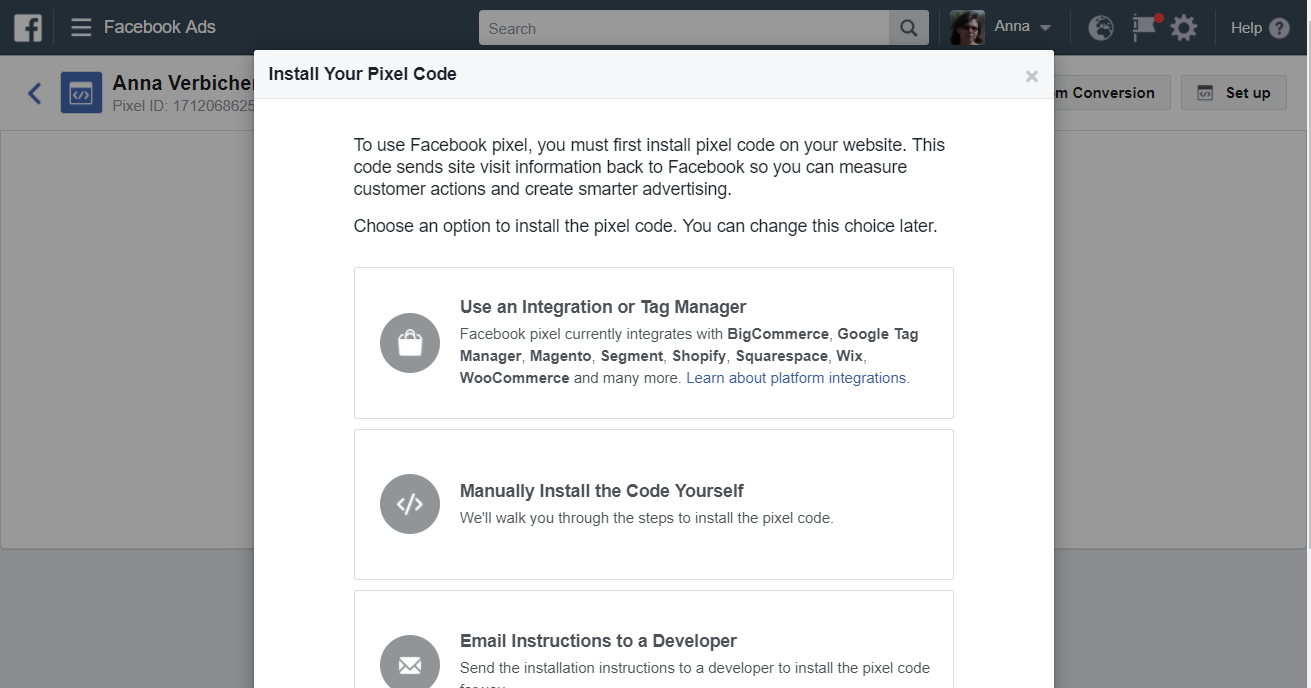 Facebook Ads
Search
Anna
Help
Anna Verbiche
Pixel ID: 171206862
m Conversion
Set up
Install Your Pixel Code
To use Facebook pixel, you must first install pixel code on your website. This
code sends site visit information back to Facebook so you can measure
customer actions and create smarter advertising.
Choose an option to install the pixel code. You can change this choice later.
Use an Integration or Tag Manager
Facebook pixel currently integrates with BigCommerce, Google Tag
Manager, Magento, Segment, Shopify, Squarespace, Wix,
WooCommerce and many more. Learn about platform integrations.
Manually Install the Code Yourself
We'll walk you through the steps to install the pixel code.
Email Instructions to a Developer
Send the installation instructions to a developer to install the pixel code